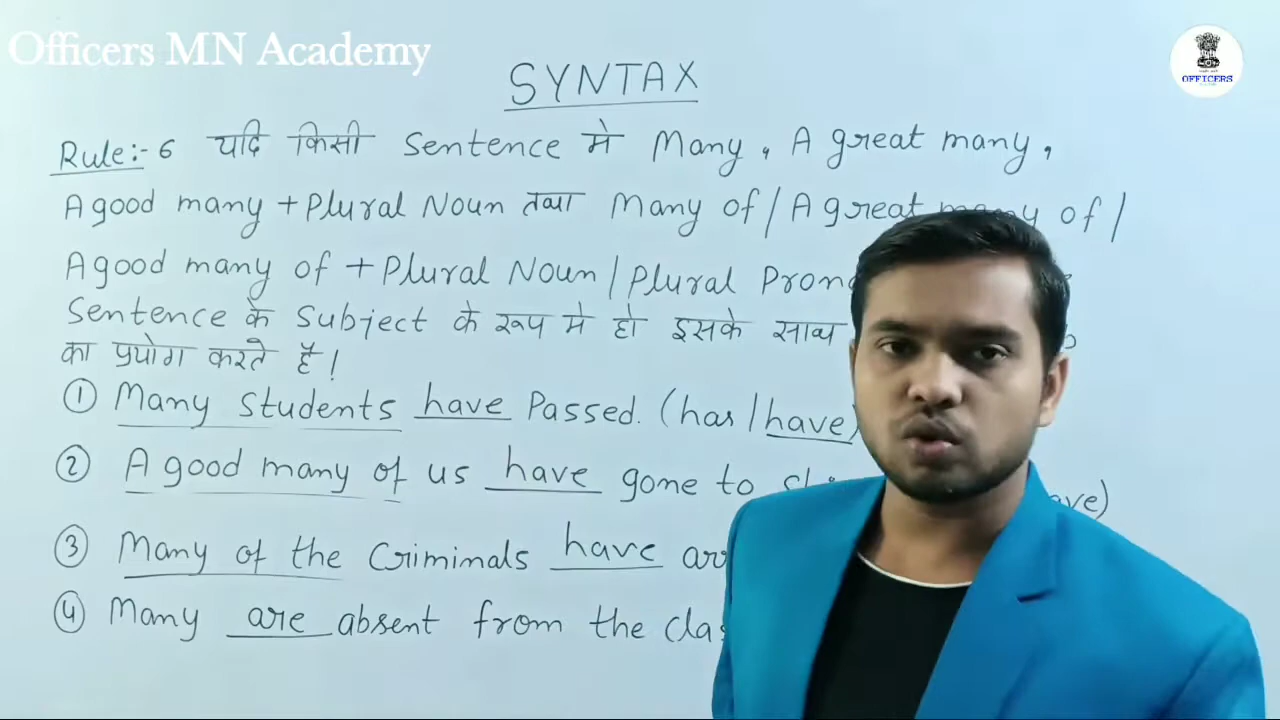 Officers MN Academy
OFFICERS
SYNTAX
Rule:- 6 यदि किसी Sentence मे Many, A great many,
A good many + Plural Noun तथा Many of / A great many of /
A good many of + Plural Noun / Plural
Sentence के Subject के रूप मे हो इसके साथ
का प्रयोग करते है!
① Many Students have Passed. (has / have)
② A good many of us have gone to
③ Many of the Criminals have
④ Many are absent from the